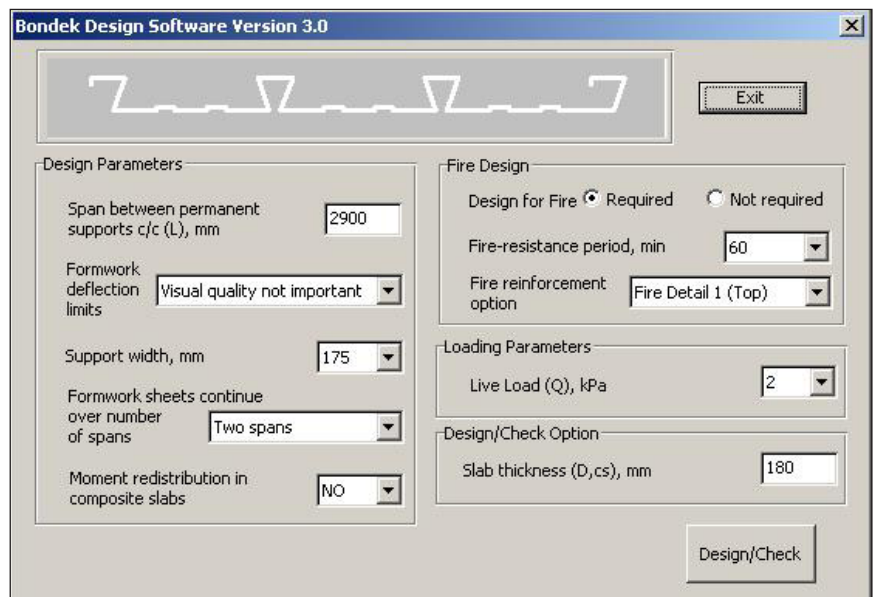 Bondek Design Software Version 3.0
Exit
Design Parameters
Span between permanent
supports c/c (L), mm
2900
Formwork
deflection
limits
Visual quality not important
Support width, mm
175
Formwork sheets continue
over number
of spans
Two spans
Moment redistribution in
composite slabs
NO
Fire Design
Design for Fire Required Not required
Fire-resistance period, min
60
Fire reinforcement
option
Fire Detail 1 (Top)
Loading Parameters
Live Load (Q), kPa
2
Design/Check Option
Slab thickness (D,cs), mm
180
Design/Check